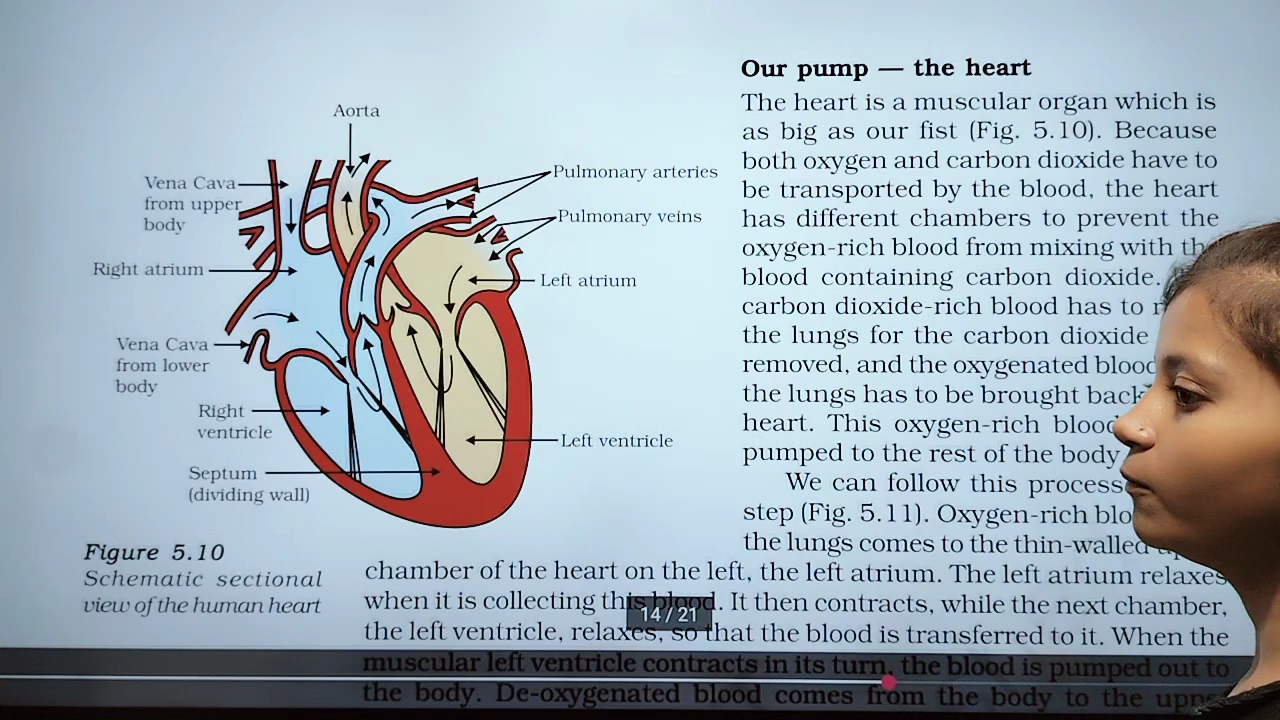 Aorta
Vena Cava
from upper
body
Right atrium
Vena Cava
from lower
body
Right
ventricle
Septum
(dividing wall)
Pulmonary arteries
Pulmonary veins
Left atrium
Left ventricle
Figure 5.10
Schematic sectional
view of the human heart
Our pump — the heart
The heart is a muscular organ which is
as big as our fist (Fig. 5.10). Because
both oxygen and carbon dioxide have to
be transported by the blood, the heart
has different chambers to prevent the
oxygen-rich blood from mixing with the
blood containing carbon dioxide.
carbon dioxide-rich blood has to
the lungs for the carbon dioxide
removed, and the oxygenated blood
the lungs has to be brought back
heart. This oxygen-rich blood
pumped to the rest of the body
We can follow this process
step (Fig. 5.11). Oxygen-rich
the lungs comes to the thin-walled
chamber of the heart on the left, the left atrium. The left atrium relaxes
when it is collecting this blood. It then contracts, while the next chamber,
the left ventricle, relaxes, so that the blood is transferred to it. When the
muscular left ventricle contracts in its turn, the blood is pumped out to
the body. De-oxygenated blood comes from the body to the
14 / 21